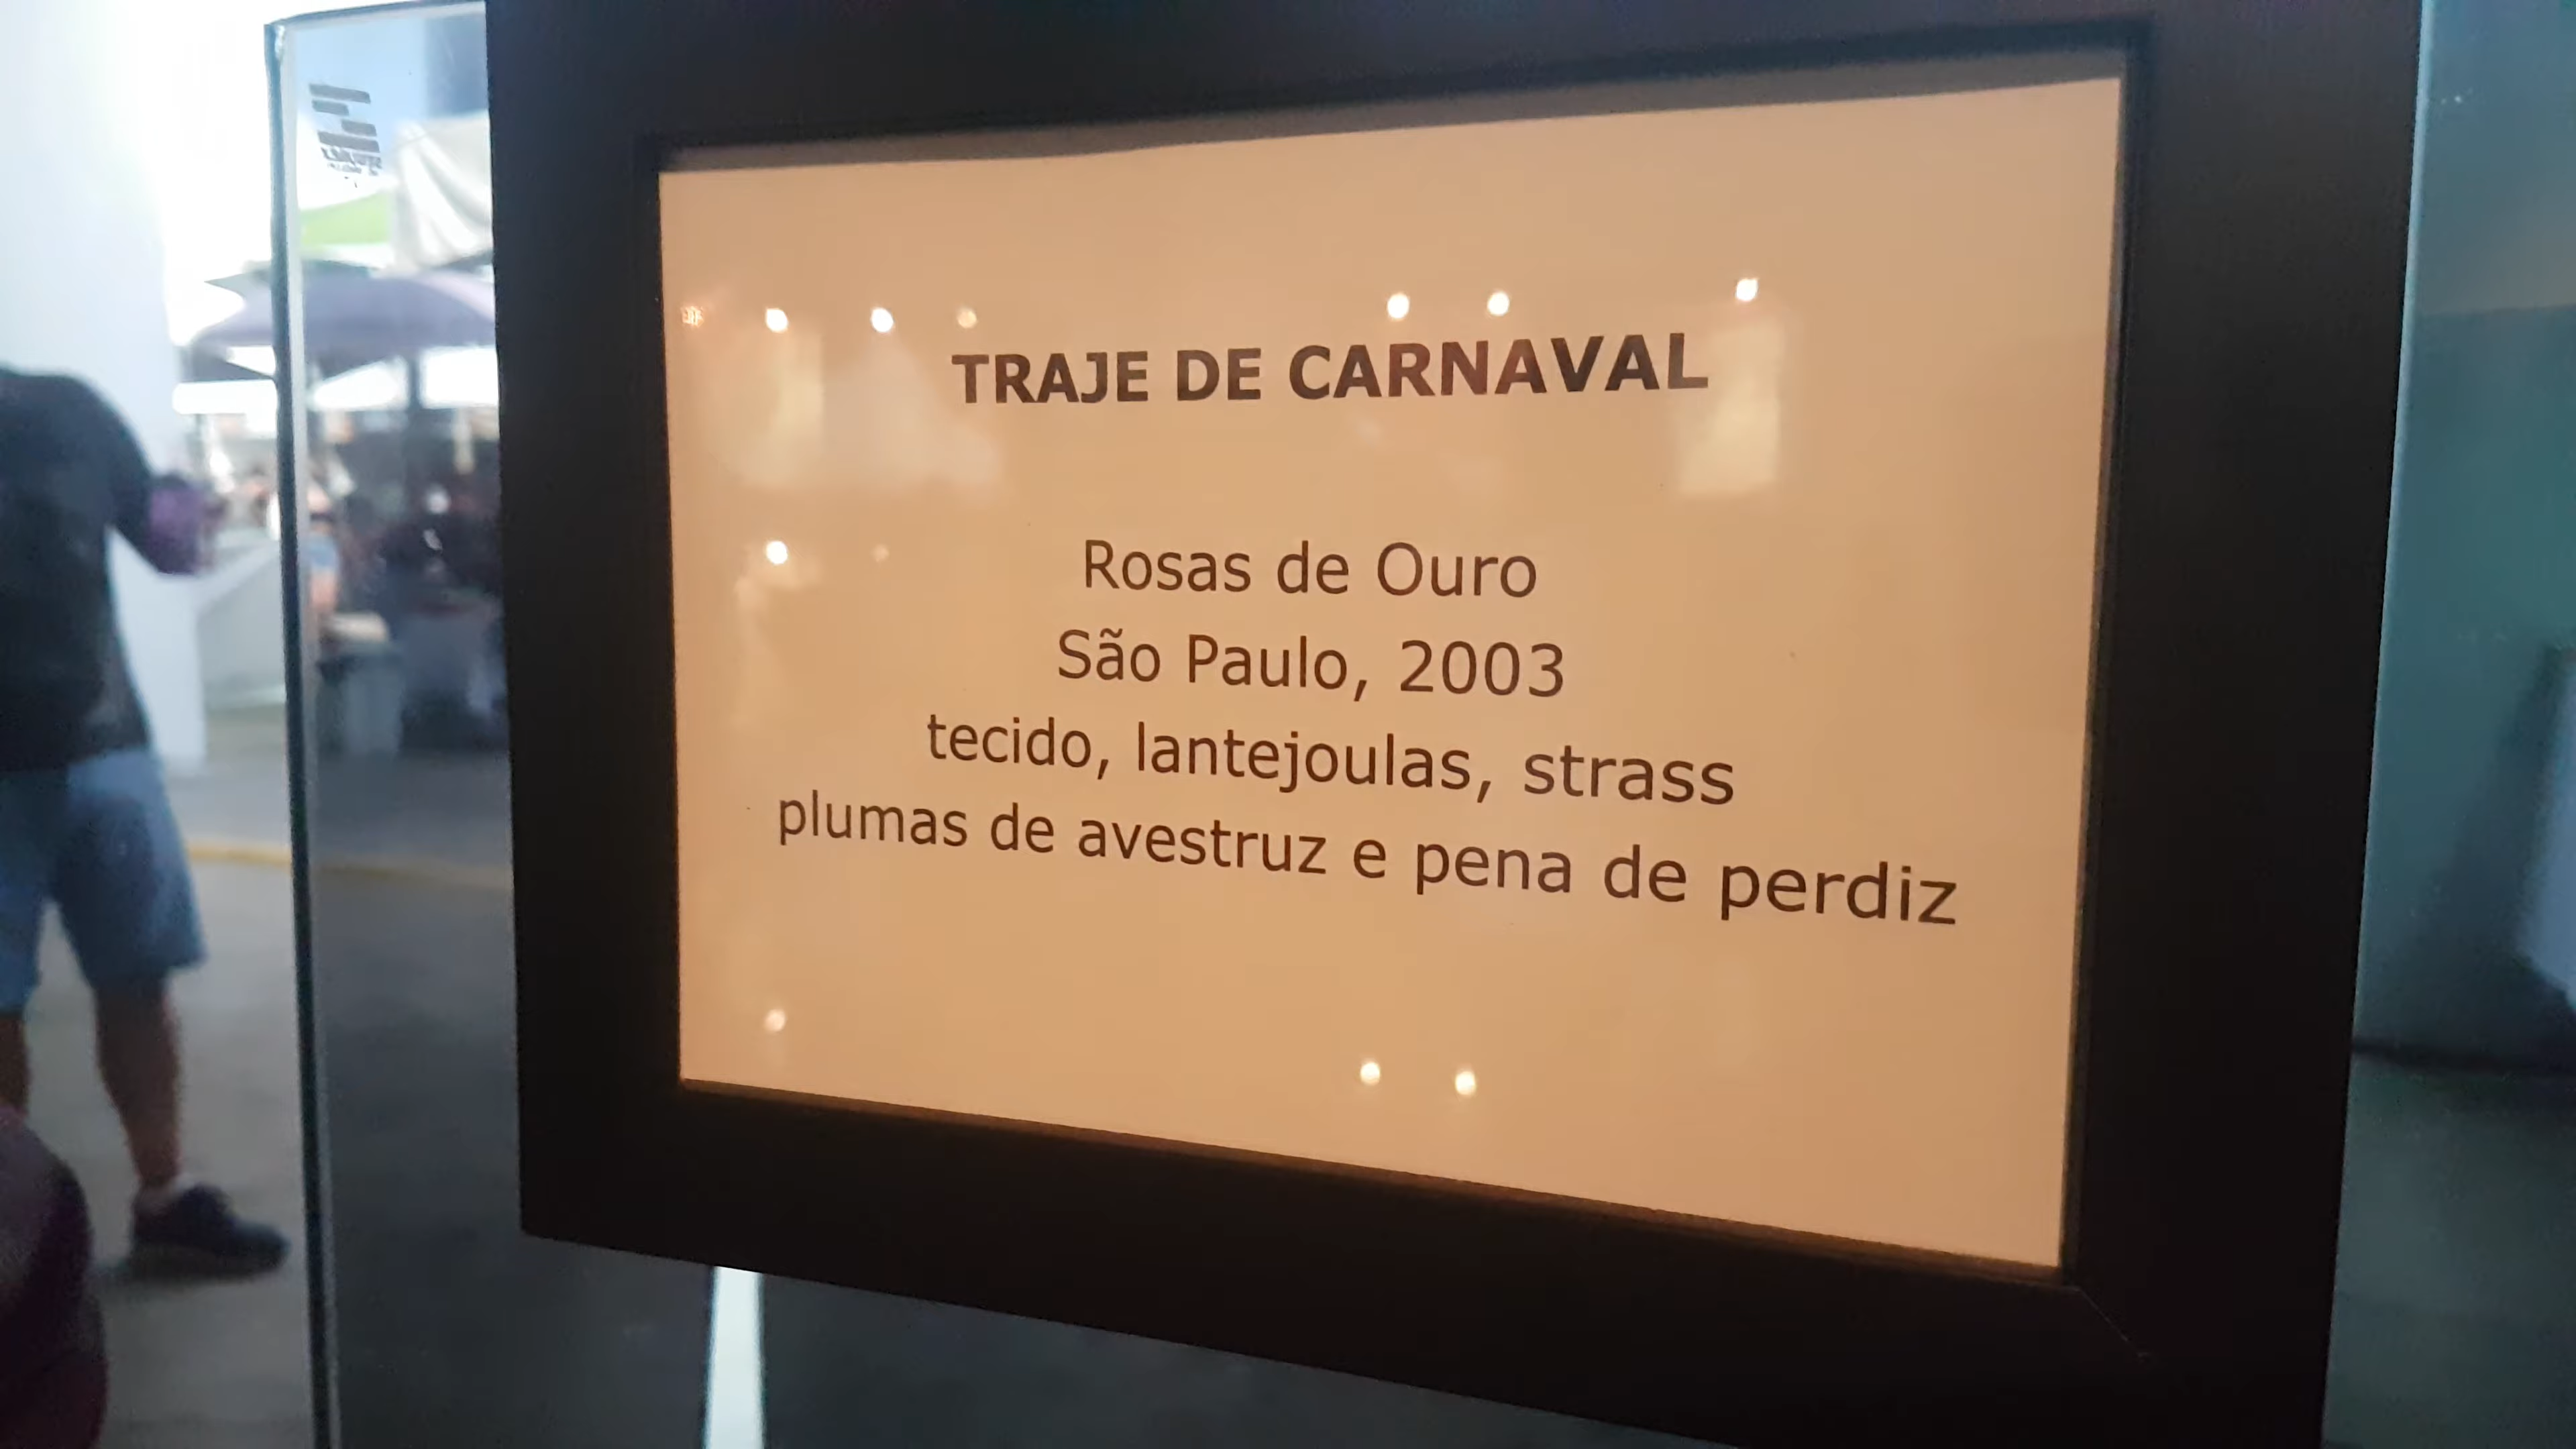 TRAJE DE CARNAVAL
Rosas de Ouro
São Paulo, 2003
tecido, lantejoulas, strass
plumas de avestruz e pena de perdiz